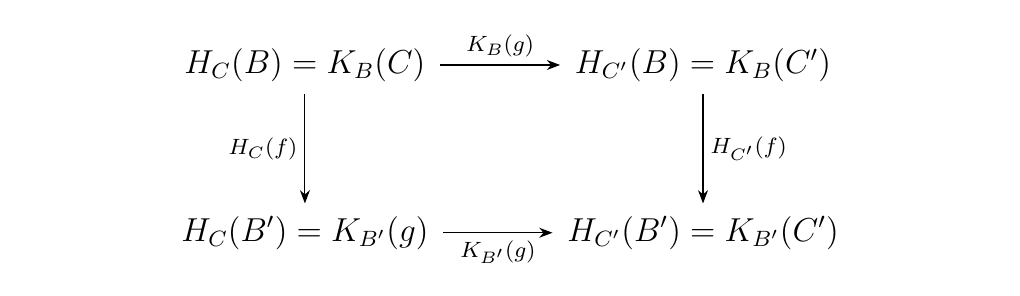 K_B(g)
H_C(B) = K_B(C) H_{C'}(B) = K_B(C')
H_C(f) H_{C'}(f)
H_C(B') = K_{B'}(g) H_{C'}(B') = K_{B'}(C')
K_{B'}(g)